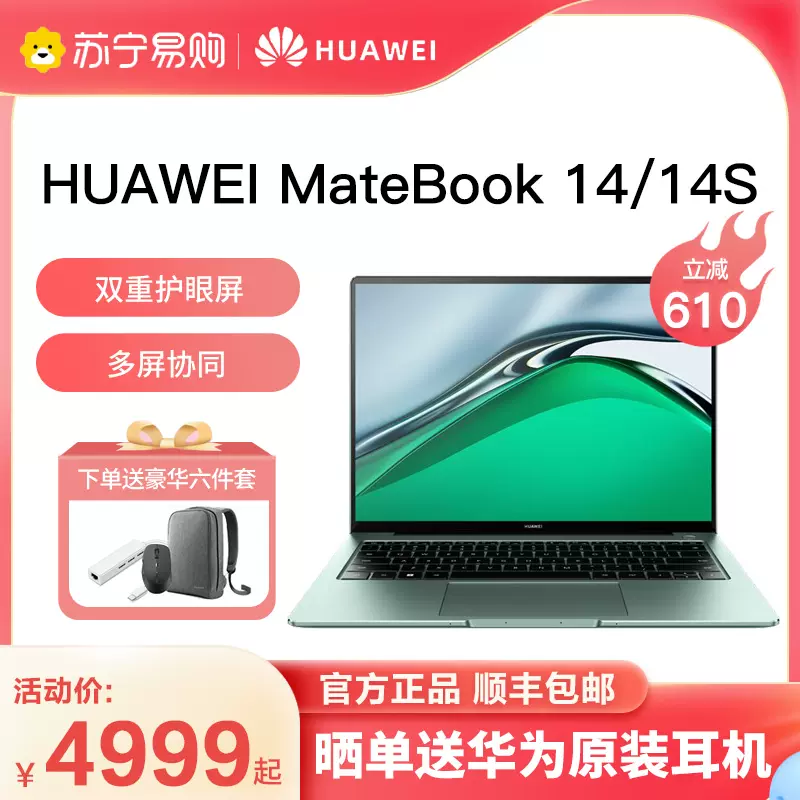 苏宁易购 HUAWEI
HUAWEI MateBook 14/14S
立减
610
双重护眼屏
多屏协同
下单送豪华六件套
HUAWEI
活动价:
¥4999起
官方正品 顺丰包邮
晒单送华为原装耳机